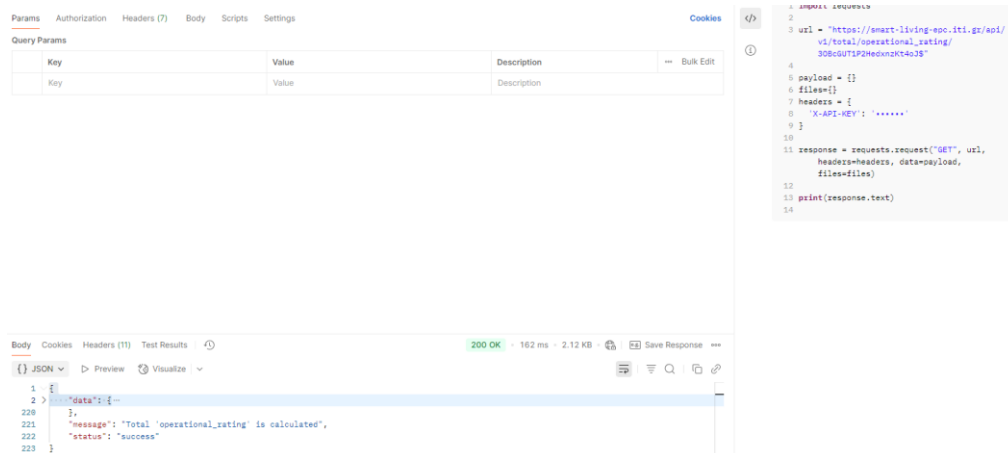 Params Authorization Headers (7) Body Scripts Settings Cookies
Query Params
Key Value Description Bulk Edit
Key Value Description
1 import requests
2
3 url = "https://smart-living-epc.iti.gr/api/
v1/total/operational_rating/
3OBcGUT1P2HedxnzKt4oJS"
4
5 payload = {}
6 files={}
7 headers = {
8 'X-API-KEY': '••••••'
9 }
10
11 response = requests.request("GET", url,
headers=headers, data=payload,
files=files)
12
13 print(response.text)
14
Body Cookies Headers (11) Test Results 200 OK 162 ms 2.12 KB Save Response
{} JSON Preview Visualize
1 {
2 "data": {
220 },
221 "message": "Total 'operational_rating' is calculated",
222 "status": "success"
223 }